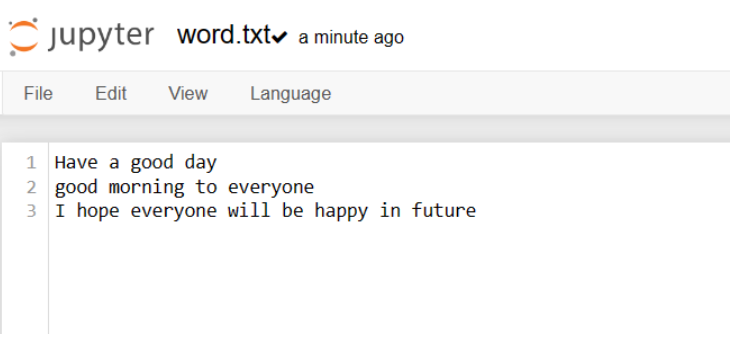 jupyter word.txt✔ a minute ago
File Edit View Language
1 Have a good day
2 good morning to everyone
3 I hope everyone will be happy in future